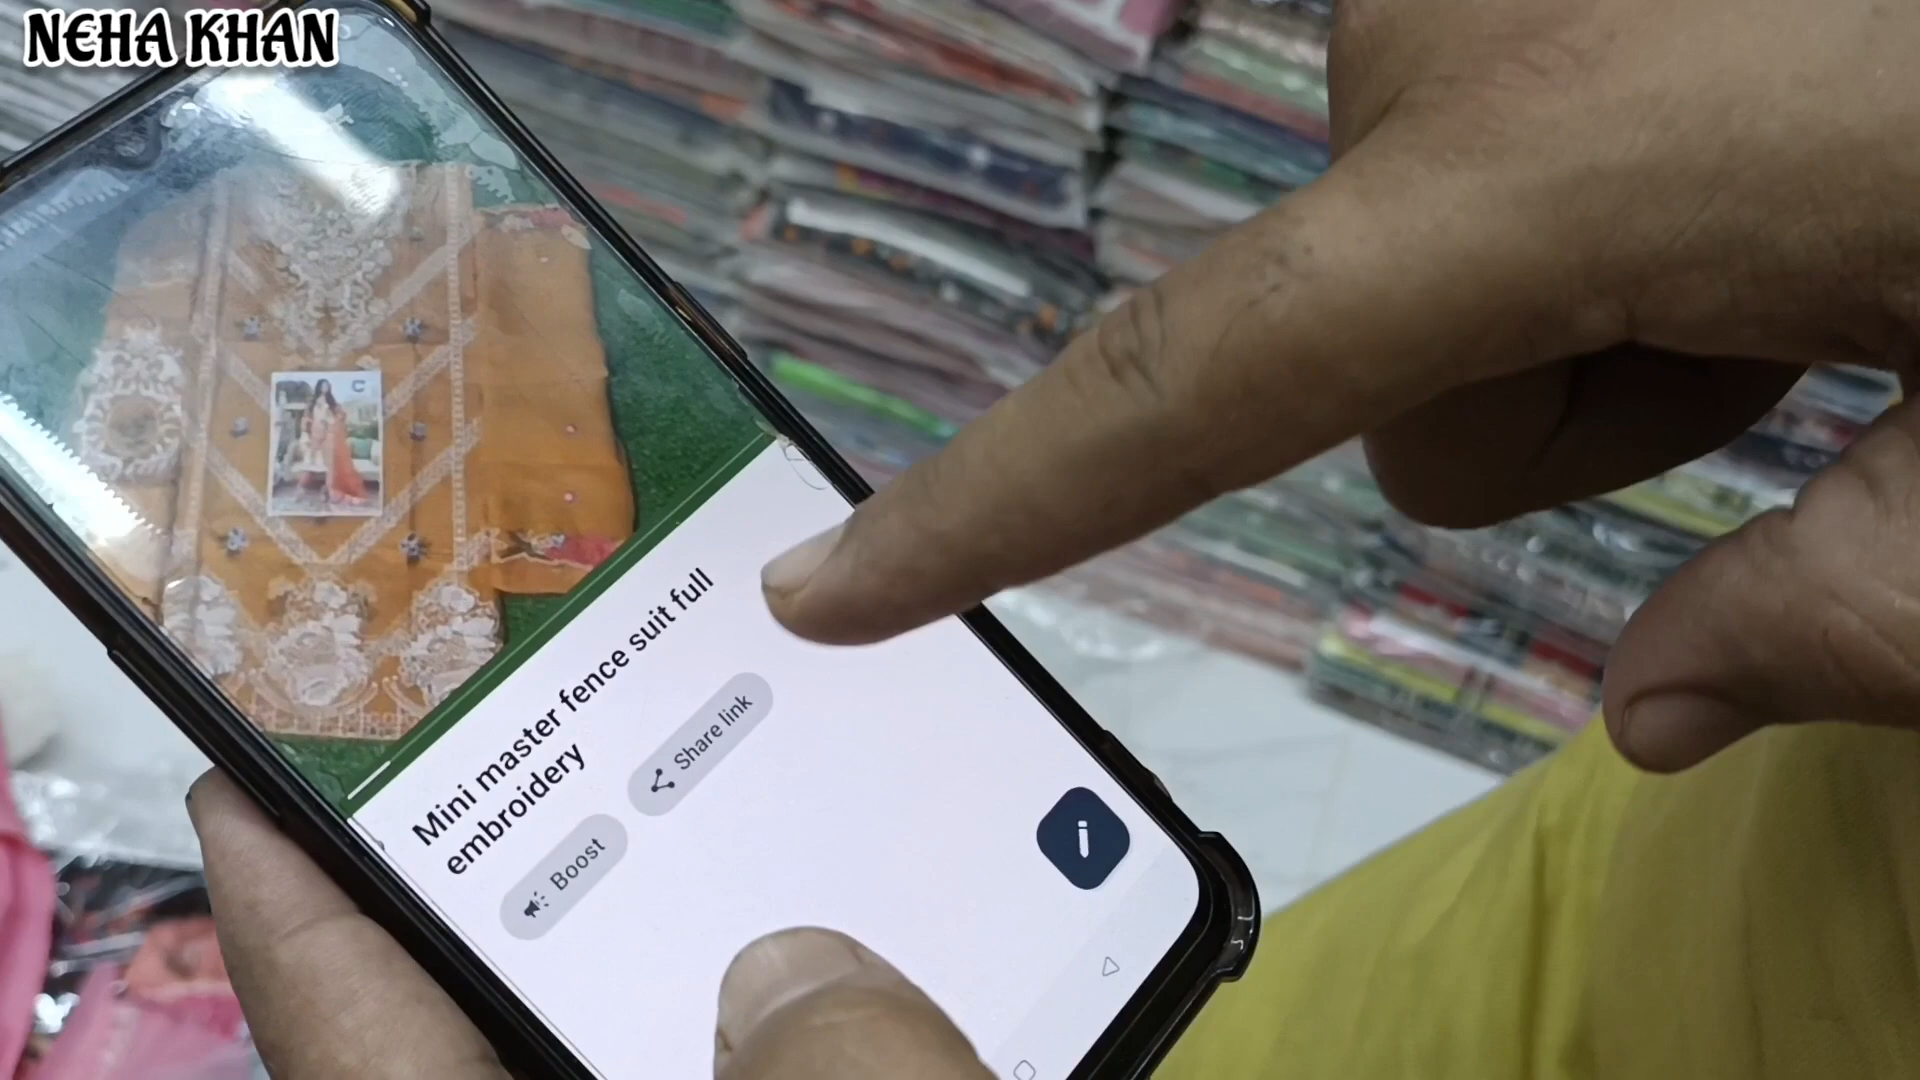 NEHA KHAN
Mini master fence suit full
embroidery
Boost
Share link